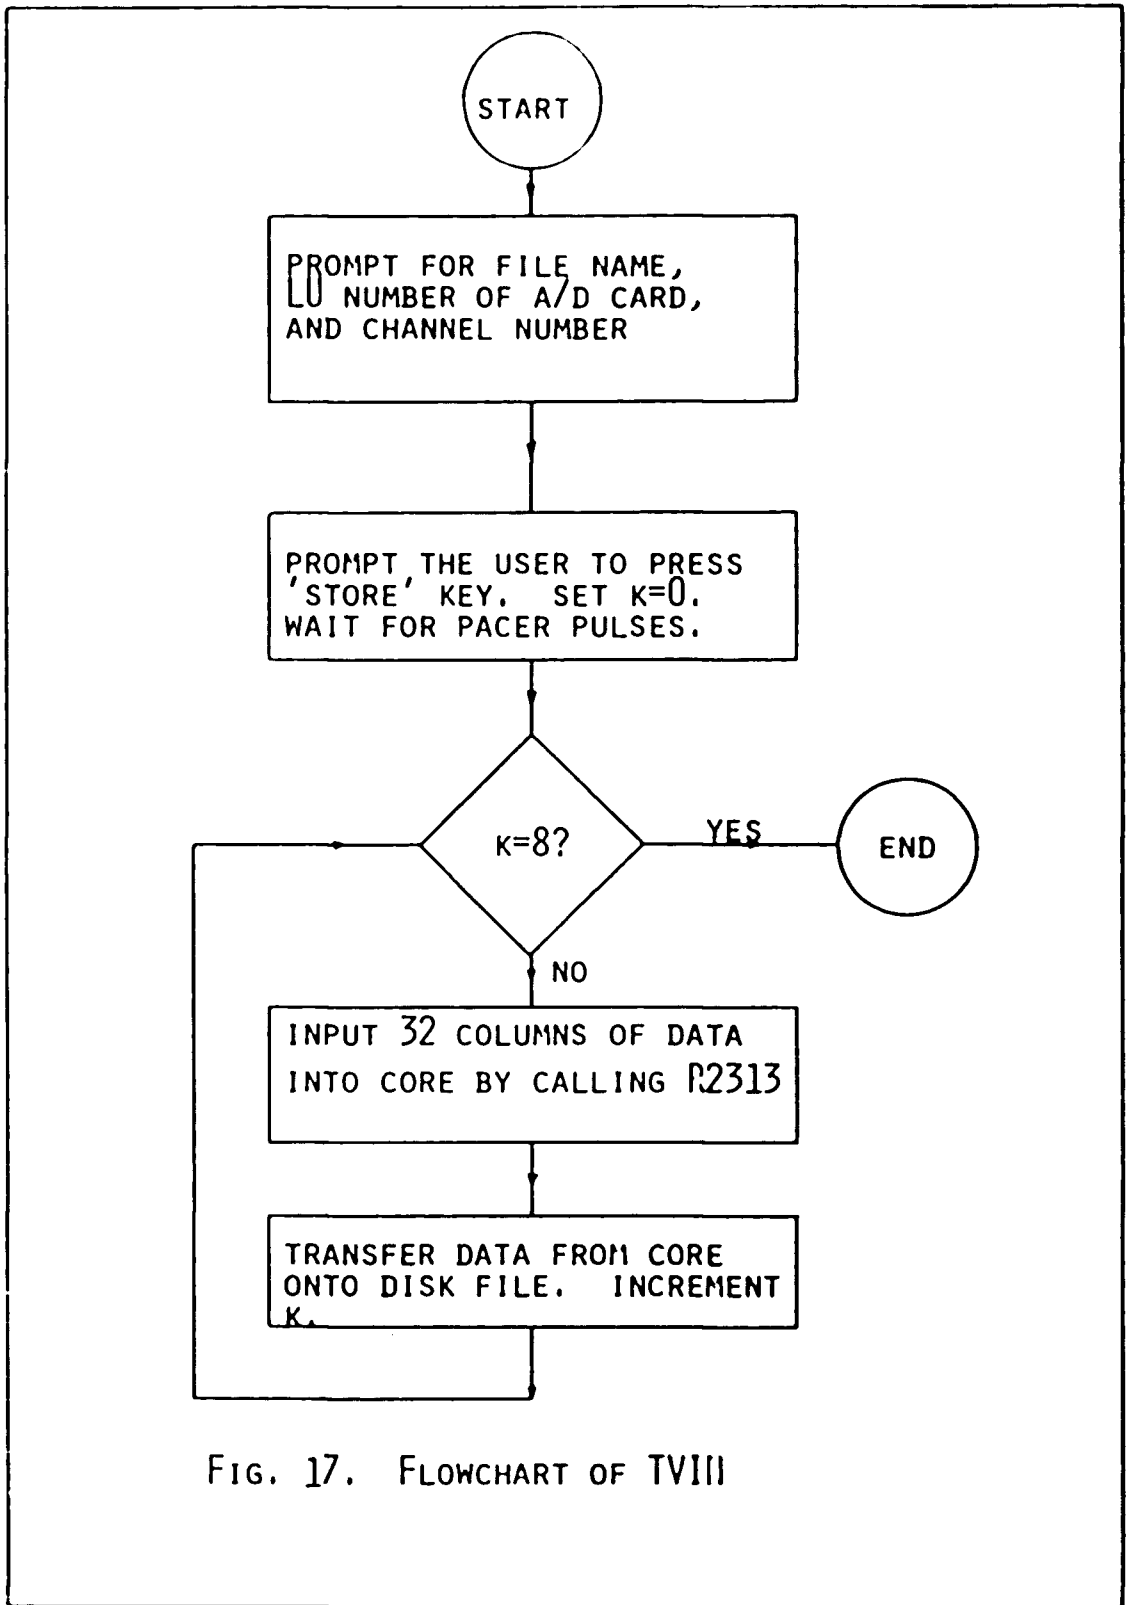 START
PROMPT FOR FILE NAME,
LU NUMBER OF A/D CARD,
AND CHANNEL NUMBER
PROMPT THE USER TO PRESS
'STORE' KEY. SET K=0.
WAIT FOR PACER PULSES.
K=8?
YES
END
NO
INPUT 32 COLUMNS OF DATA
INTO CORE BY CALLING R2313
TRANSFER DATA FROM CORE
ONTO DISK FILE. INCREMENT
K.
FIG. 17. FLOWCHART OF